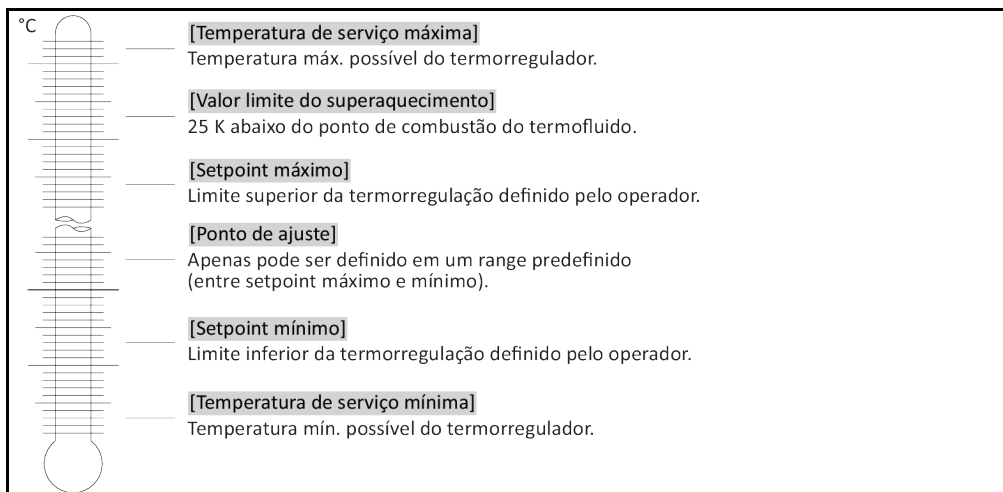 °C
[Temperatura de serviço máxima]
Temperatura máx. possível do termorregulador.
[Valor limite do superaquecimento]
25 K abaixo do ponto de combustão do termofluido.
[Setpoint máximo]
Limite superior da termorregulação definido pelo operador.
[Ponto de ajuste]
Apenas pode ser definido em um range predefinido
(entre setpoint máximo e mínimo).
[Setpoint mínimo]
Limite inferior da termorregulação definido pelo operador.
[Temperatura de serviço mínima]
Temperatura mín. possível do termorregulador.